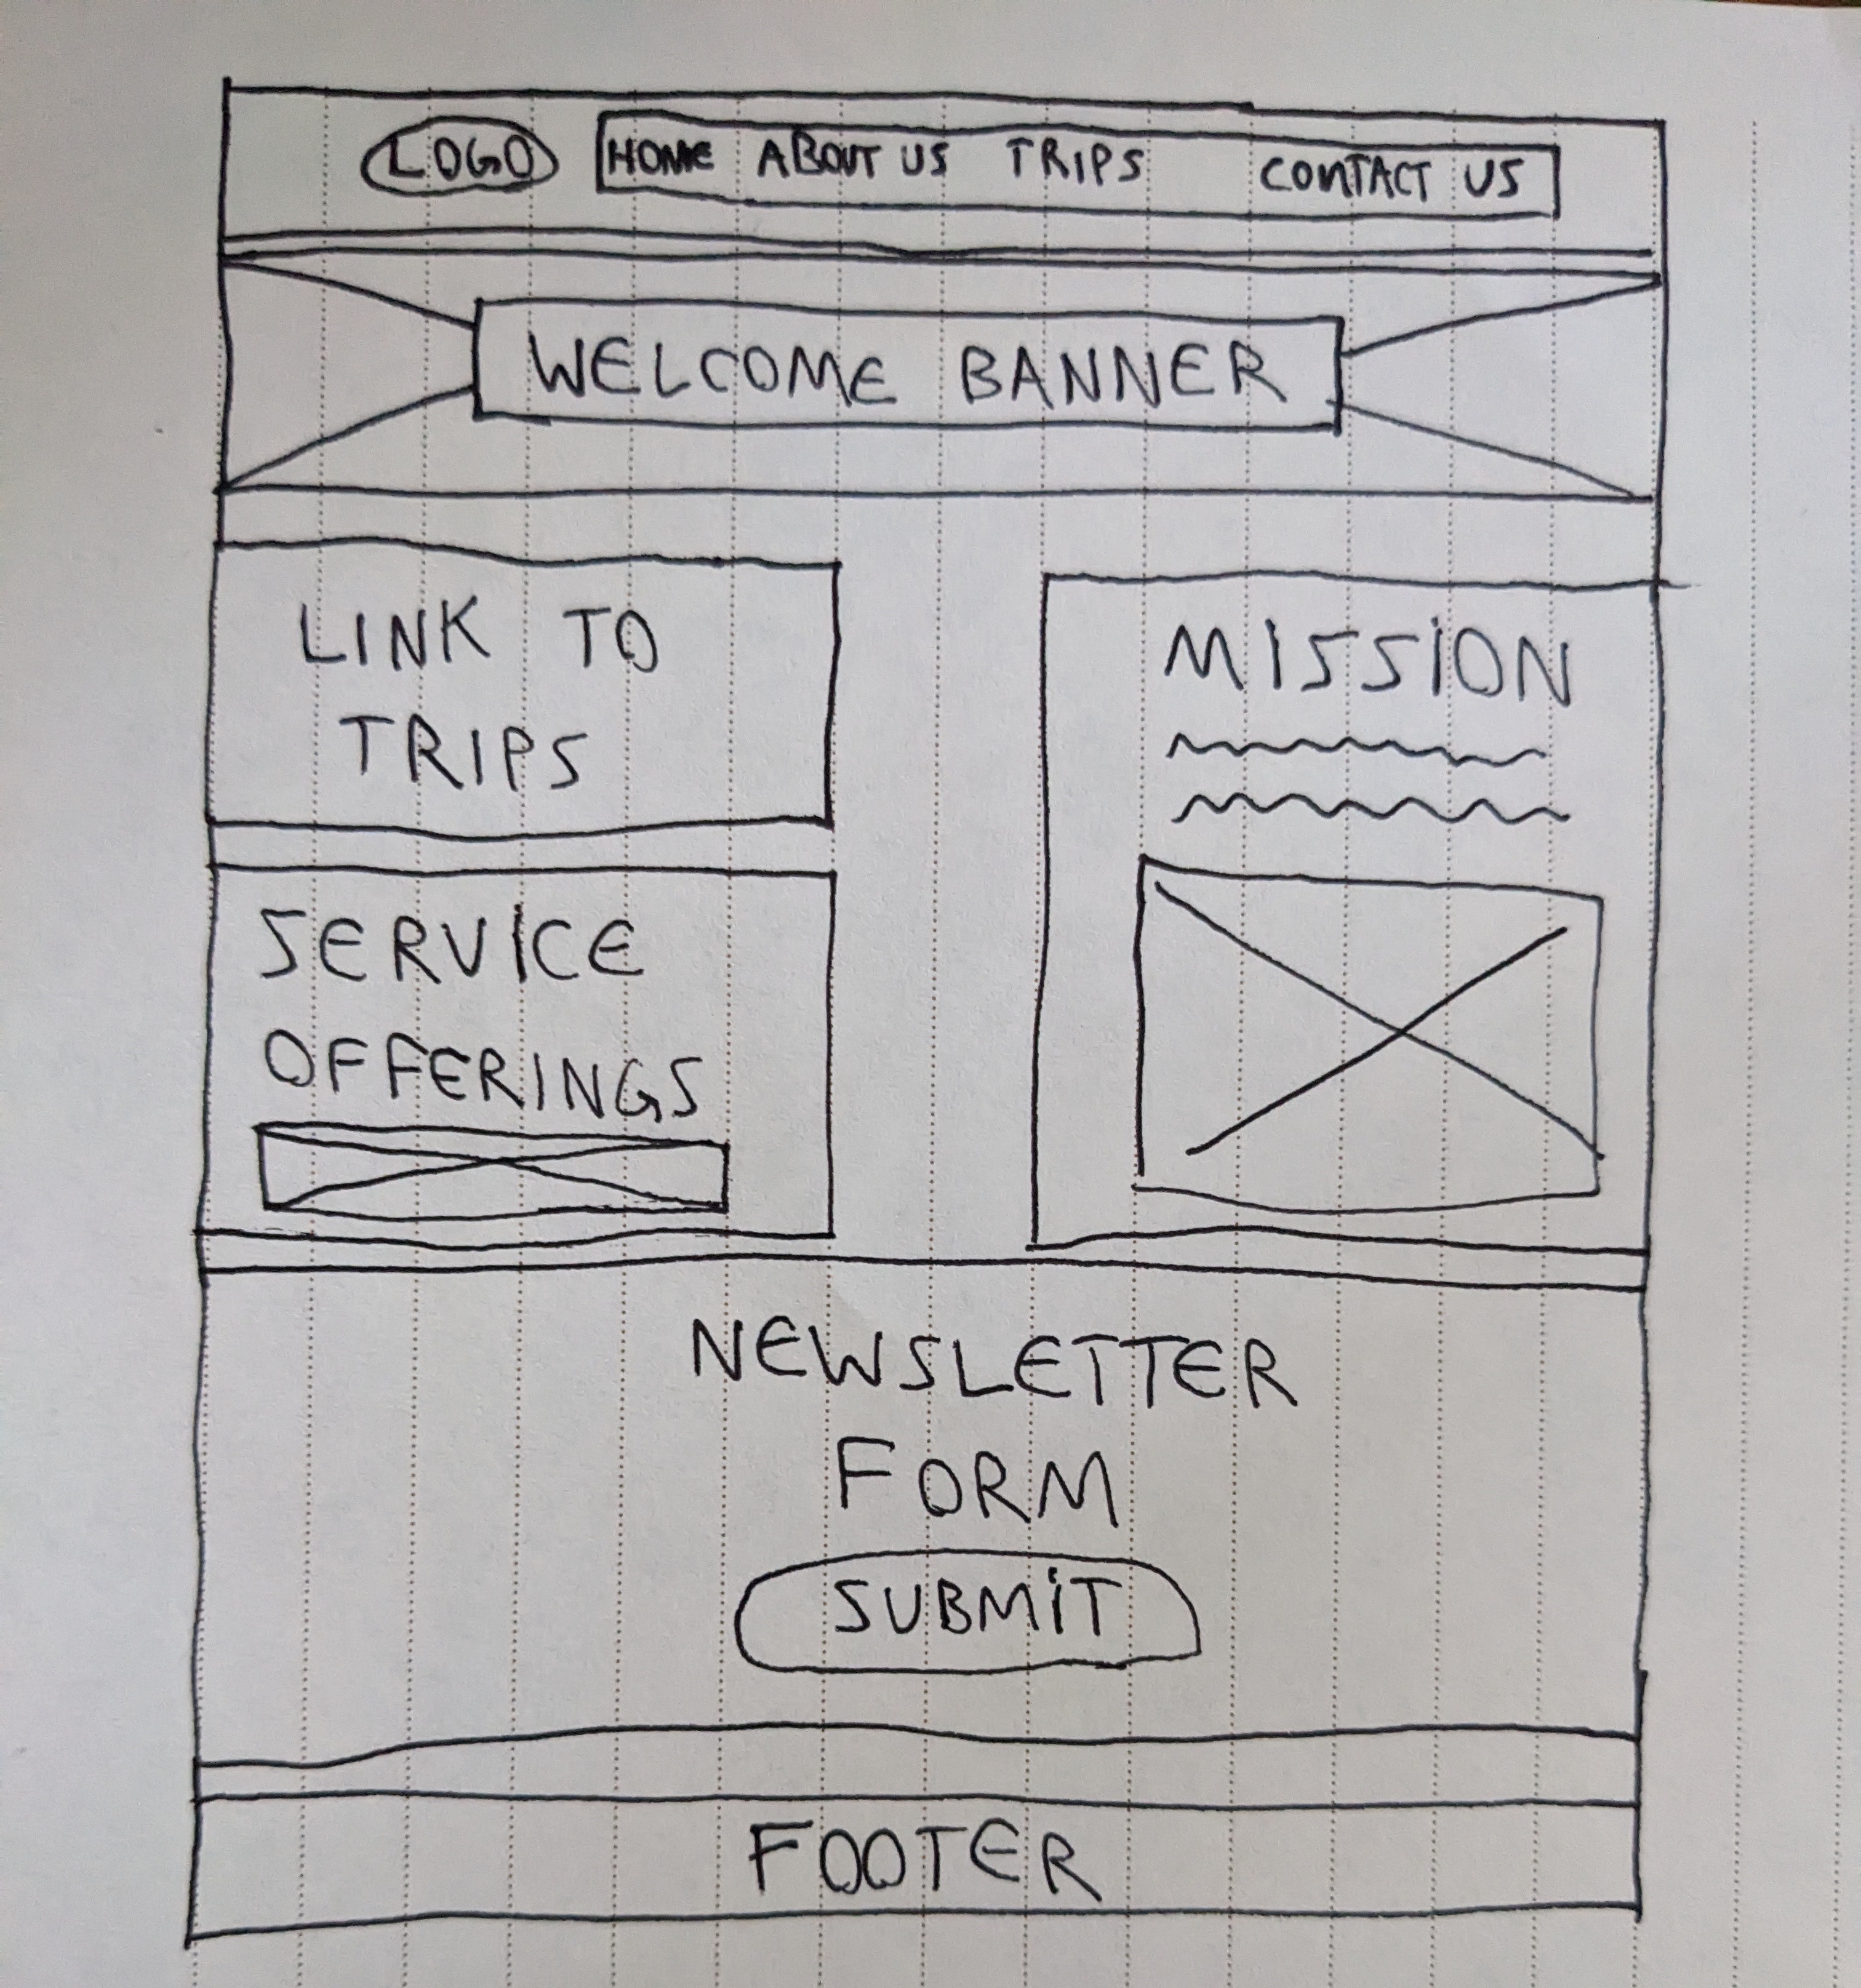 LOGO HOME ABOUT US TRIPS CONTACT US
WELCOME BANNER
LINK TO
TRIPS
MISSION
SERVICE
OFFERINGS
NEWSLETTER
FORM
SUBMIT
FOOTER